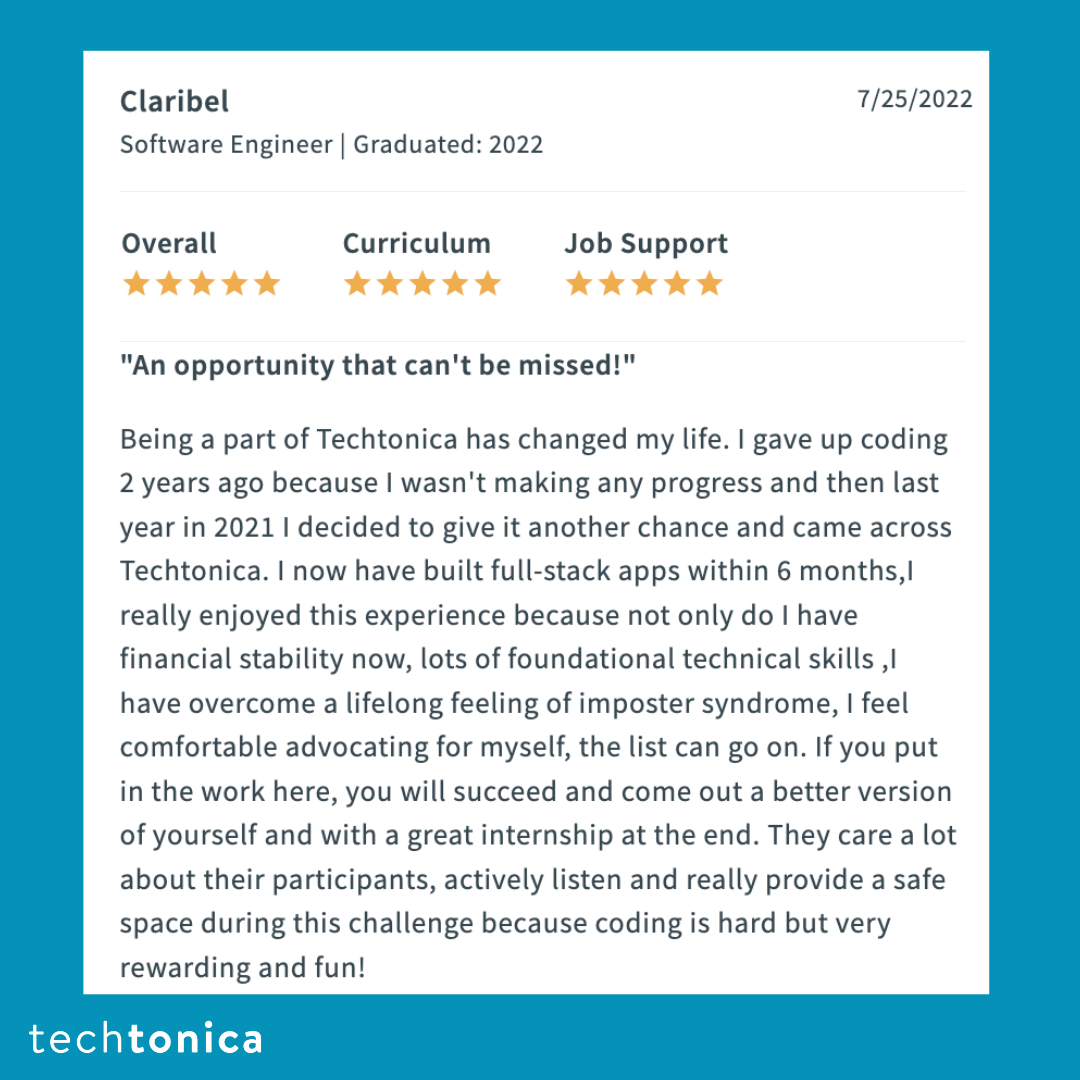 Claribel
7/25/2022
Software Engineer | Graduated: 2022
Overall
Curriculum
Job Support
"An opportunity that can't be missed!"
Being a part of Techtonica has changed my life. I gave up coding
2 years ago because I wasn't making any progress and then last
year in 2021 I decided to give it another chance and came across
Techtonica. I now have built full-stack apps within 6 months,I
really enjoyed this experience because not only do I have
financial stability now, lots of foundational technical skills ,I
have overcome a lifelong feeling of imposter syndrome, I feel
comfortable advocating for myself, the list can go on. If you put
in the work here, you will succeed and come out a better version
of yourself and with a great internship at the end. They care a lot
about their participants, actively listen and really provide a safe
space during this challenge because coding is hard but very
rewarding and fun!
techtonica